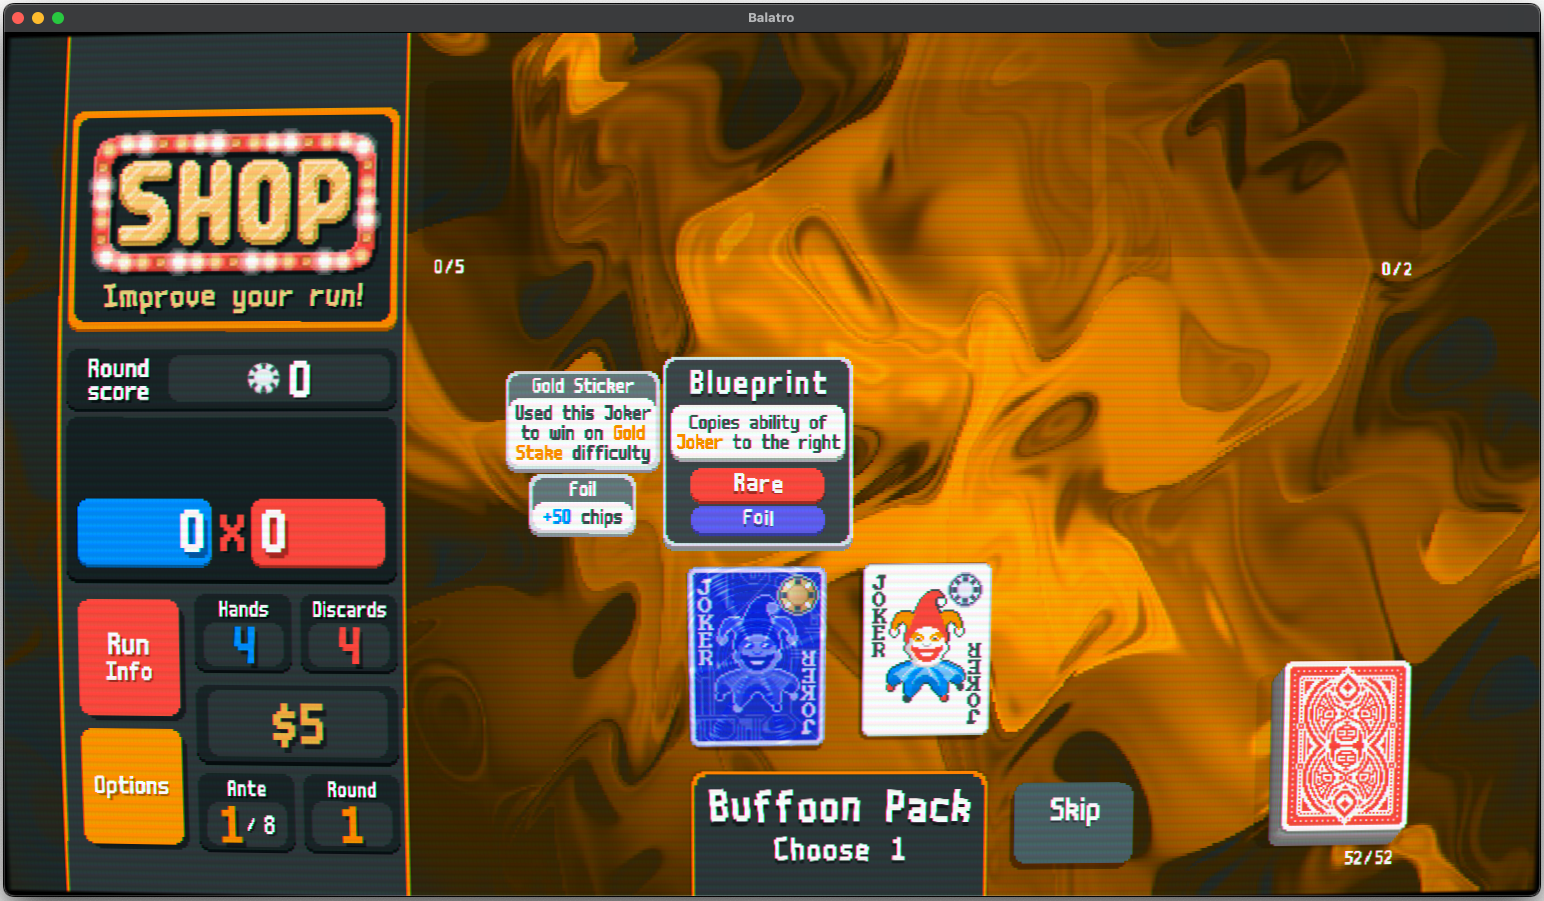 Balatro
SHOP
Improve your run!
Round
score
0
0 X 0
Run
Info
Hands
4
Discards
4
$5
Options
Ante
1 / 8
Round
1
0/5
0/2
Gold Sticker
Used this Joker
to win on Gold
Stake difficulty
Foil
+50 chips
Blueprint
Copies ability of
Joker to the right
Rare
Foil
JOKER
JOKER
JOKER
JOKER
Buffoon Pack
Choose 1
Skip
52/52